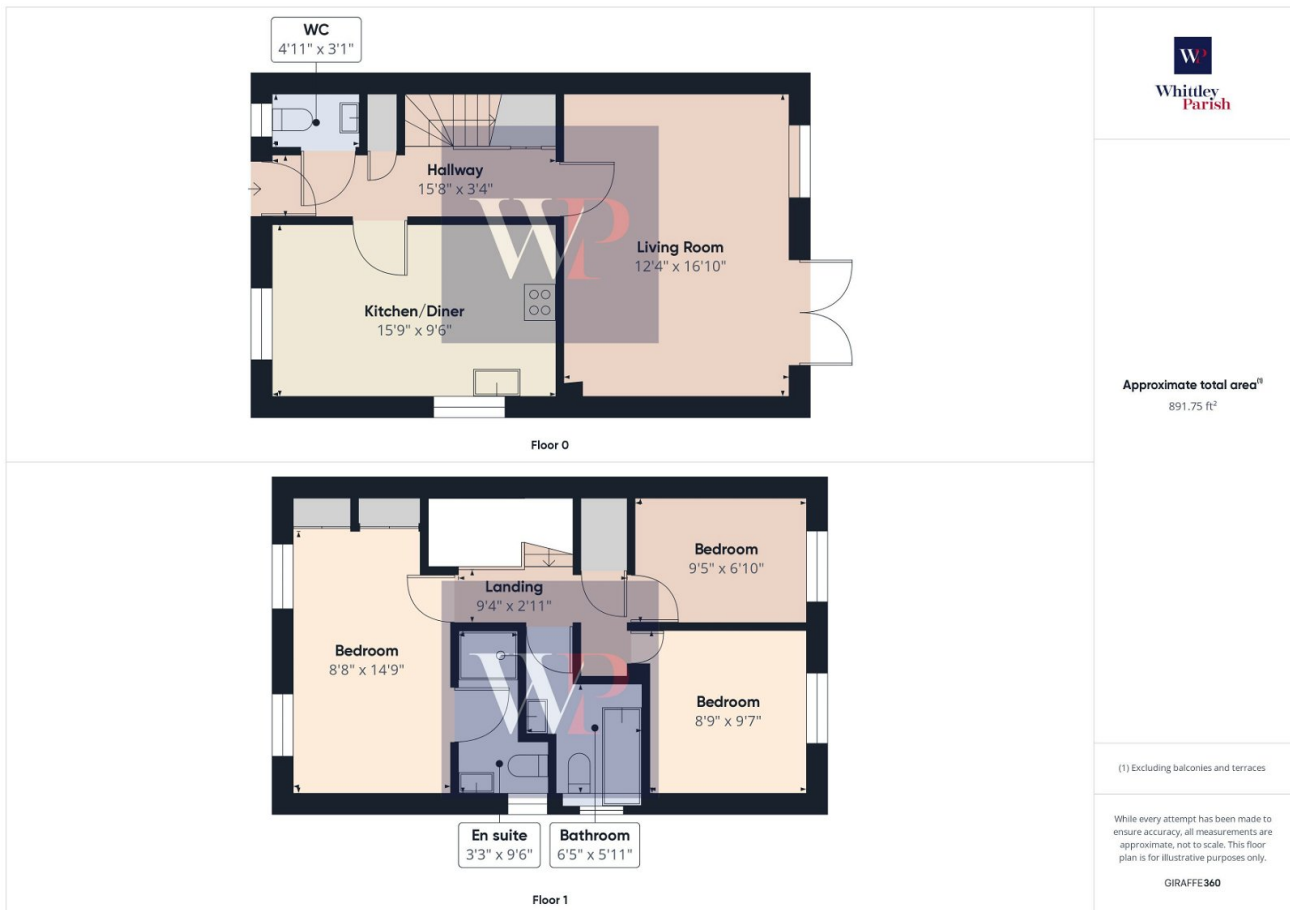 WC
4'11" x 3'1"
Hallway
15'8" x 3'4"
Living Room
12'4" x 16'10"
Kitchen/Diner
15'9" x 9'6"
WP
Floor 0
Bedroom
9'5" x 6'10"
Landing
9'4" x 2'11"
Bedroom
8'8" x 14'9"
Bedroom
8'9" x 9'7"
WP
En suite
3'3" x 9'6"
Bathroom
6'5" x 5'11"
Floor 1
WP
Whittley
Parish
Approximate total area(1)
891.75 ft²
(1) Excluding balconies and terraces
While every attempt has been made to
ensure accuracy, all measurements are
approximate, not to scale. This floor
plan is for illustrative purposes only.
GIRAFFE360